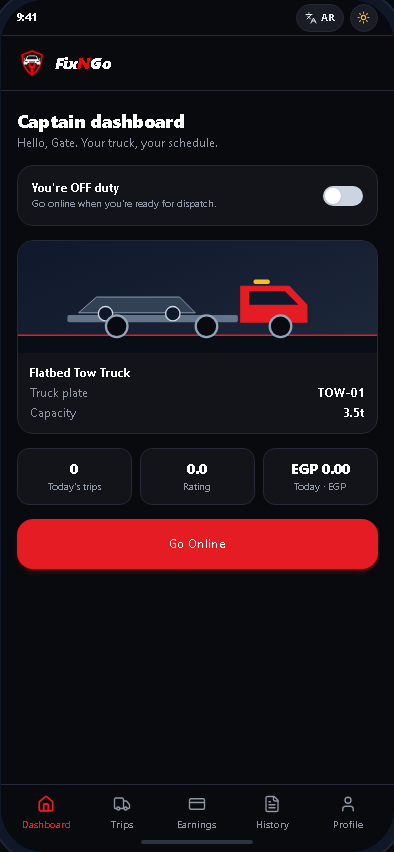 9:41
AR
FixNGo
Captain dashboard
Hello, Gate. Your truck, your schedule.
You're OFF duty
Go online when you're ready for dispatch.
Flatbed Tow Truck
Truck plate TOW-01
Capacity 3.5t
0 0.0 EGP 0.00
Today's trips Rating Today · EGP
Go Online
Dashboard Trips Earnings History Profile